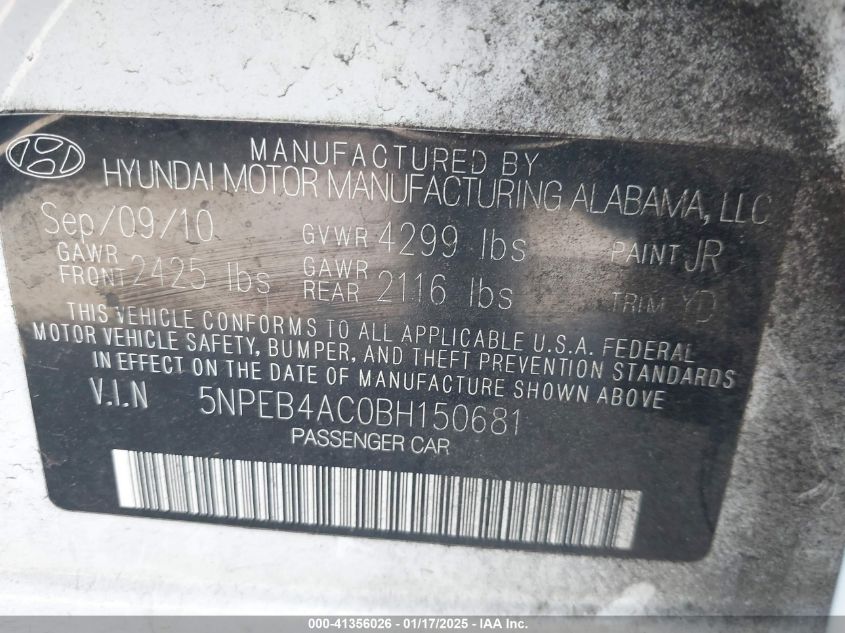 MANUFACTURED BY
HYUNDAI MOTOR MANUFACTURING ALABAMA, LLC
Sep/09/10 GVWR 4299 lbs PAINT JR
GAWR FRONT 2425 lbs GAWR REAR 2116 lbs TRIM YD
THIS VEHICLE CONFORMS TO ALL APPLICABLE U.S.A. FEDERAL
MOTOR VEHICLE SAFETY, BUMPER, AND THEFT PREVENTION STANDARDS
IN EFFECT ON THE DATE OF MANUFACTURE SHOWN ABOVE
V.I.N 5NPEB4AC0BH150681
PASSENGER CAR
000-41356026 - 01/17/2025 - © IAA Inc.